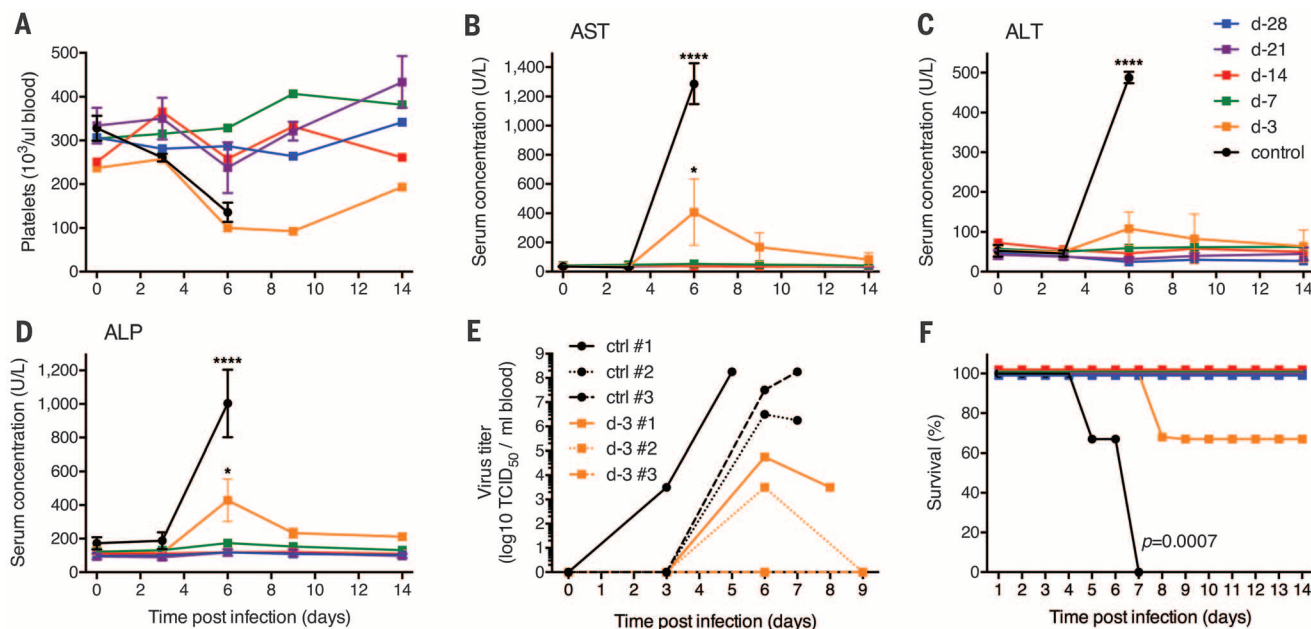 A
Platelets (10³/ul blood)
500
400
300
200
100
0
0 2 4 6 8 10 12 14
B
AST
Serum concentration (U/L)
1,400
1,200
1,000
800
600
400
200
0
****
*
0 2 4 6 8 10 12 14
C
ALT
Serum concentration (U/L)
500
400
300
200
100
0
****
0 2 4 6 8 10 12 14
d-28
d-21
d-14
d-7
d-3
control
D
ALP
Serum concentration (U/L)
1,200
1,000
800
600
400
200
0
****
*
0 2 4 6 8 10 12 14
Time post infection (days)
E
Virus titer
(log10 TCID₅₀ / ml blood)
9
8
7
6
5
4
3
2
1
0
ctrl #1
ctrl #2
ctrl #3
d-3 #1
d-3 #2
d-3 #3
0 1 2 3 4 5 6 7 8 9
Time post infection (days)
F
Survival (%)
100
80
60
40
20
0
p=0.0007
1 2 3 4 5 6 7 8 9 10 11 12 13 14
Time post infection (days)